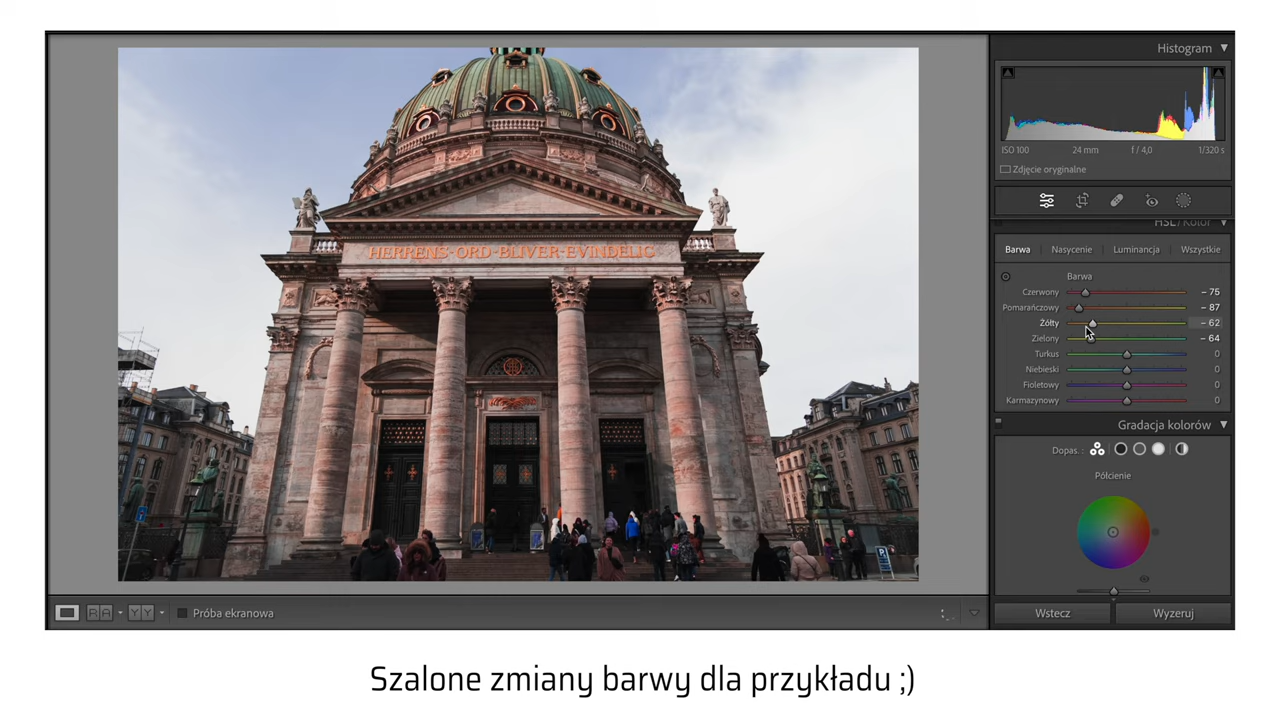 Histogram
ISO 100 24 mm f / 4,0 1/320 s
Zdjęcie oryginalne
HSL / Kolor
Barwa Nasycenie Luminancja Wszystkie
Barwa
Czerwony − 75
Pomarańczowy − 87
Żółty − 62
Zielony − 64
Turkus 0
Niebieski 0
Fioletowy 0
Karmazynowy 0
Gradacja kolorów
Dopas. :
Półcienie
Wstecz Wyzeruj
HERRENS·ORD·BLIVER·EVINDELIG
R A Y Y Próba ekranowa
Szalone zmiany barwy dla przykładu ;)